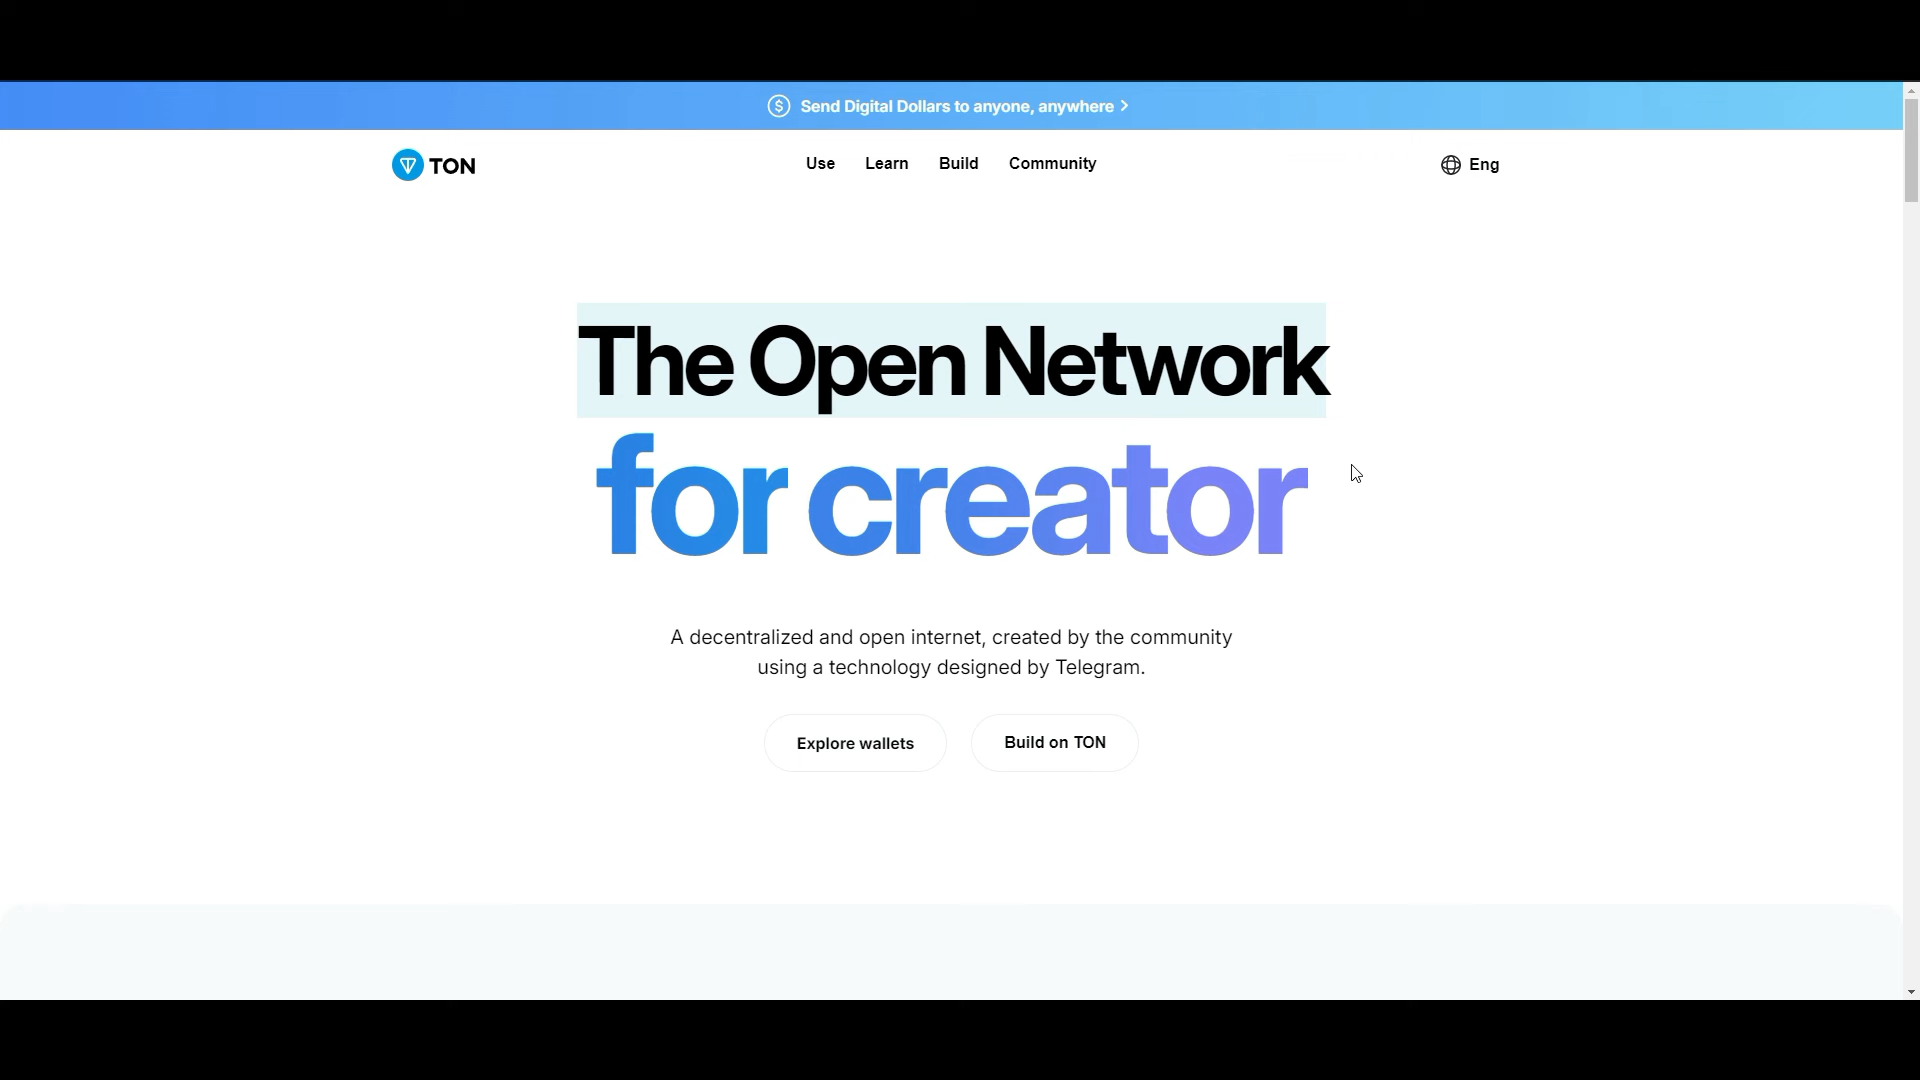 Send Digital Dollars to anyone, anywhere
TON
Use Learn Build Community
Eng
The Open Network
for creator
A decentralized and open internet, created by the community
using a technology designed by Telegram.
Explore wallets
Build on TON